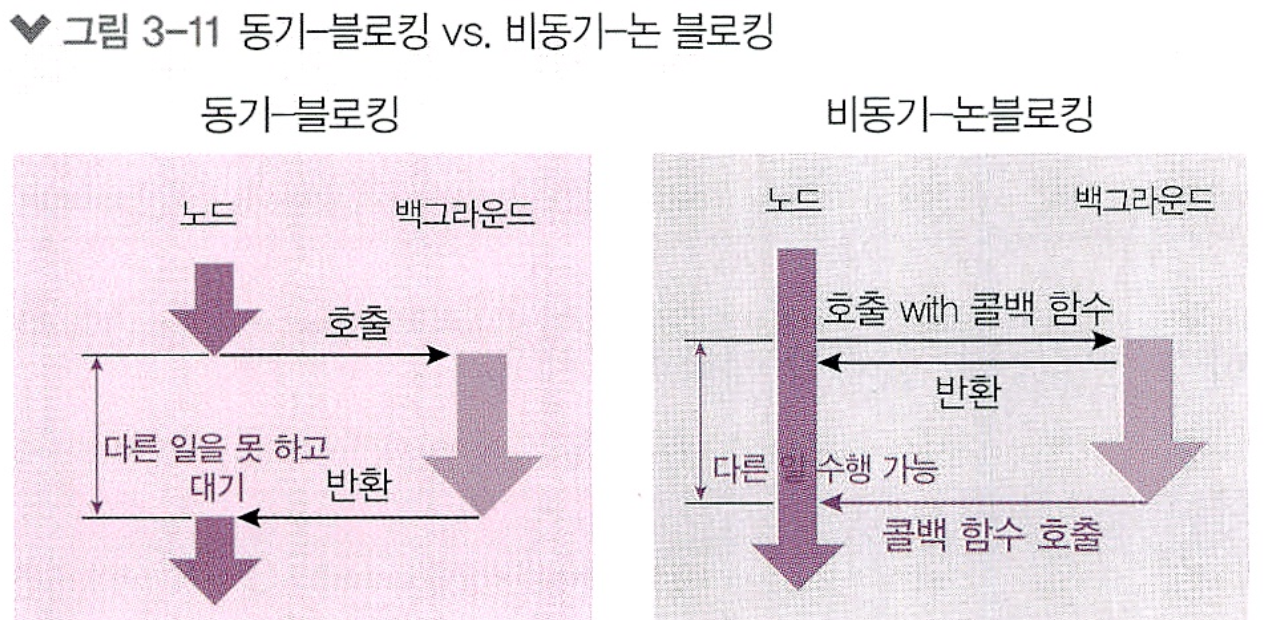 그림 3-11 동기-블로킹 vs. 비동기-논 블로킹
동기-블로킹
노드
백그라운드
호출
다른 일을 못 하고
대기
반환
비동기-논블로킹
노드
백그라운드
호출 with 콜백 함수
반환
다른 일 수행 가능
콜백 함수 호출